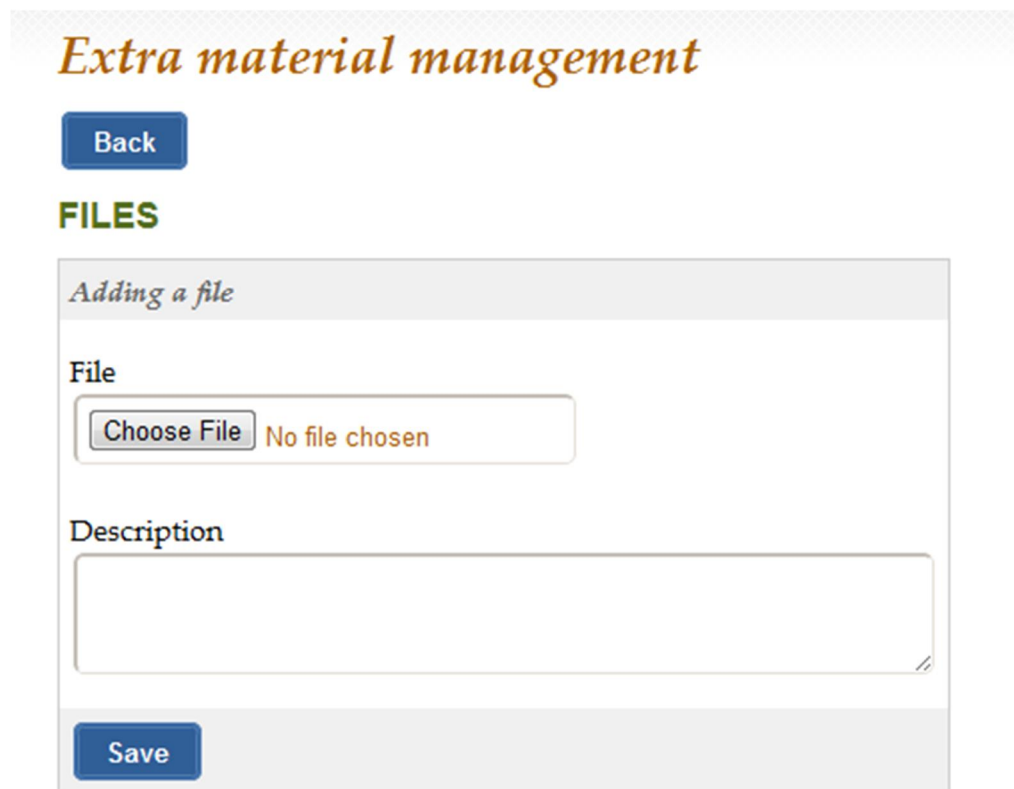 Extra material management
Back
FILES
Adding a file
File
Choose File No file chosen
Description
Save